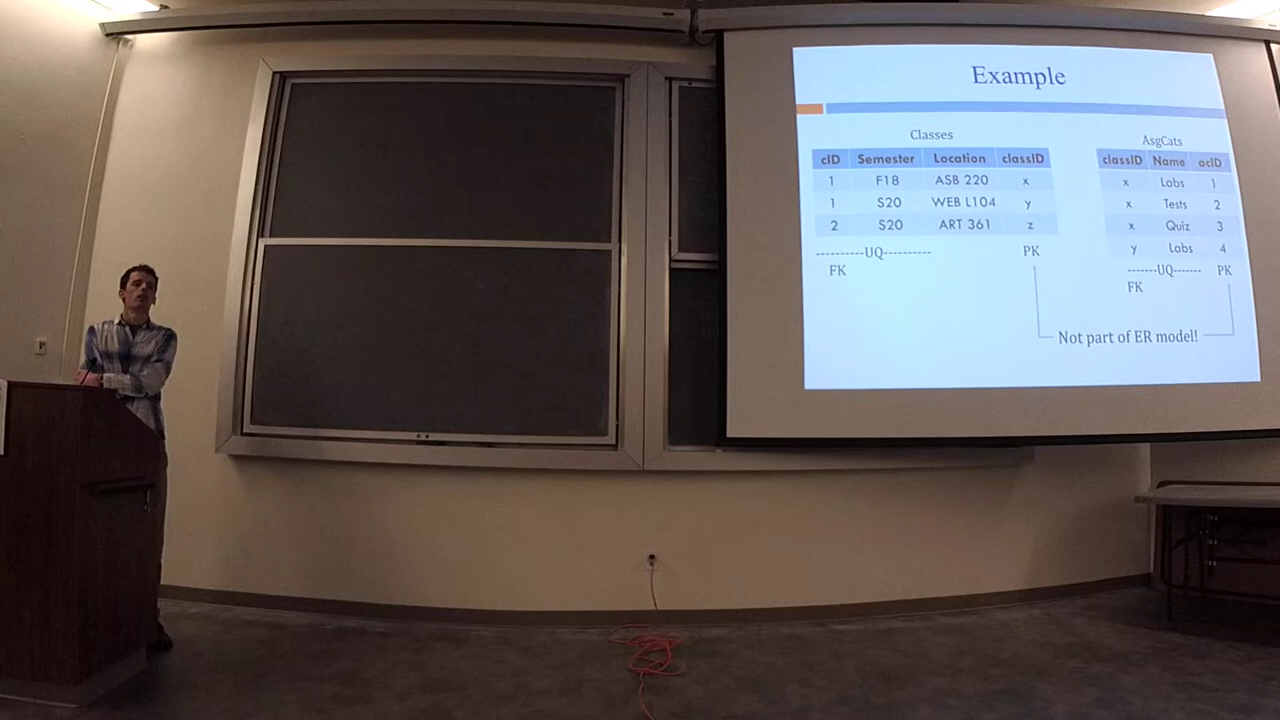 Example
Classes
cID Semester Location classID
1 F18 ASB 220 x
1 S20 WEB L104 y
2 S20 ART 361 z
----------UQ---------- PK
FK
AsgCats
classID Name acID
x Labs 1
x Tests 2
x Quiz 3
y Labs 4
-------UQ------- PK
FK
Not part of ER model!